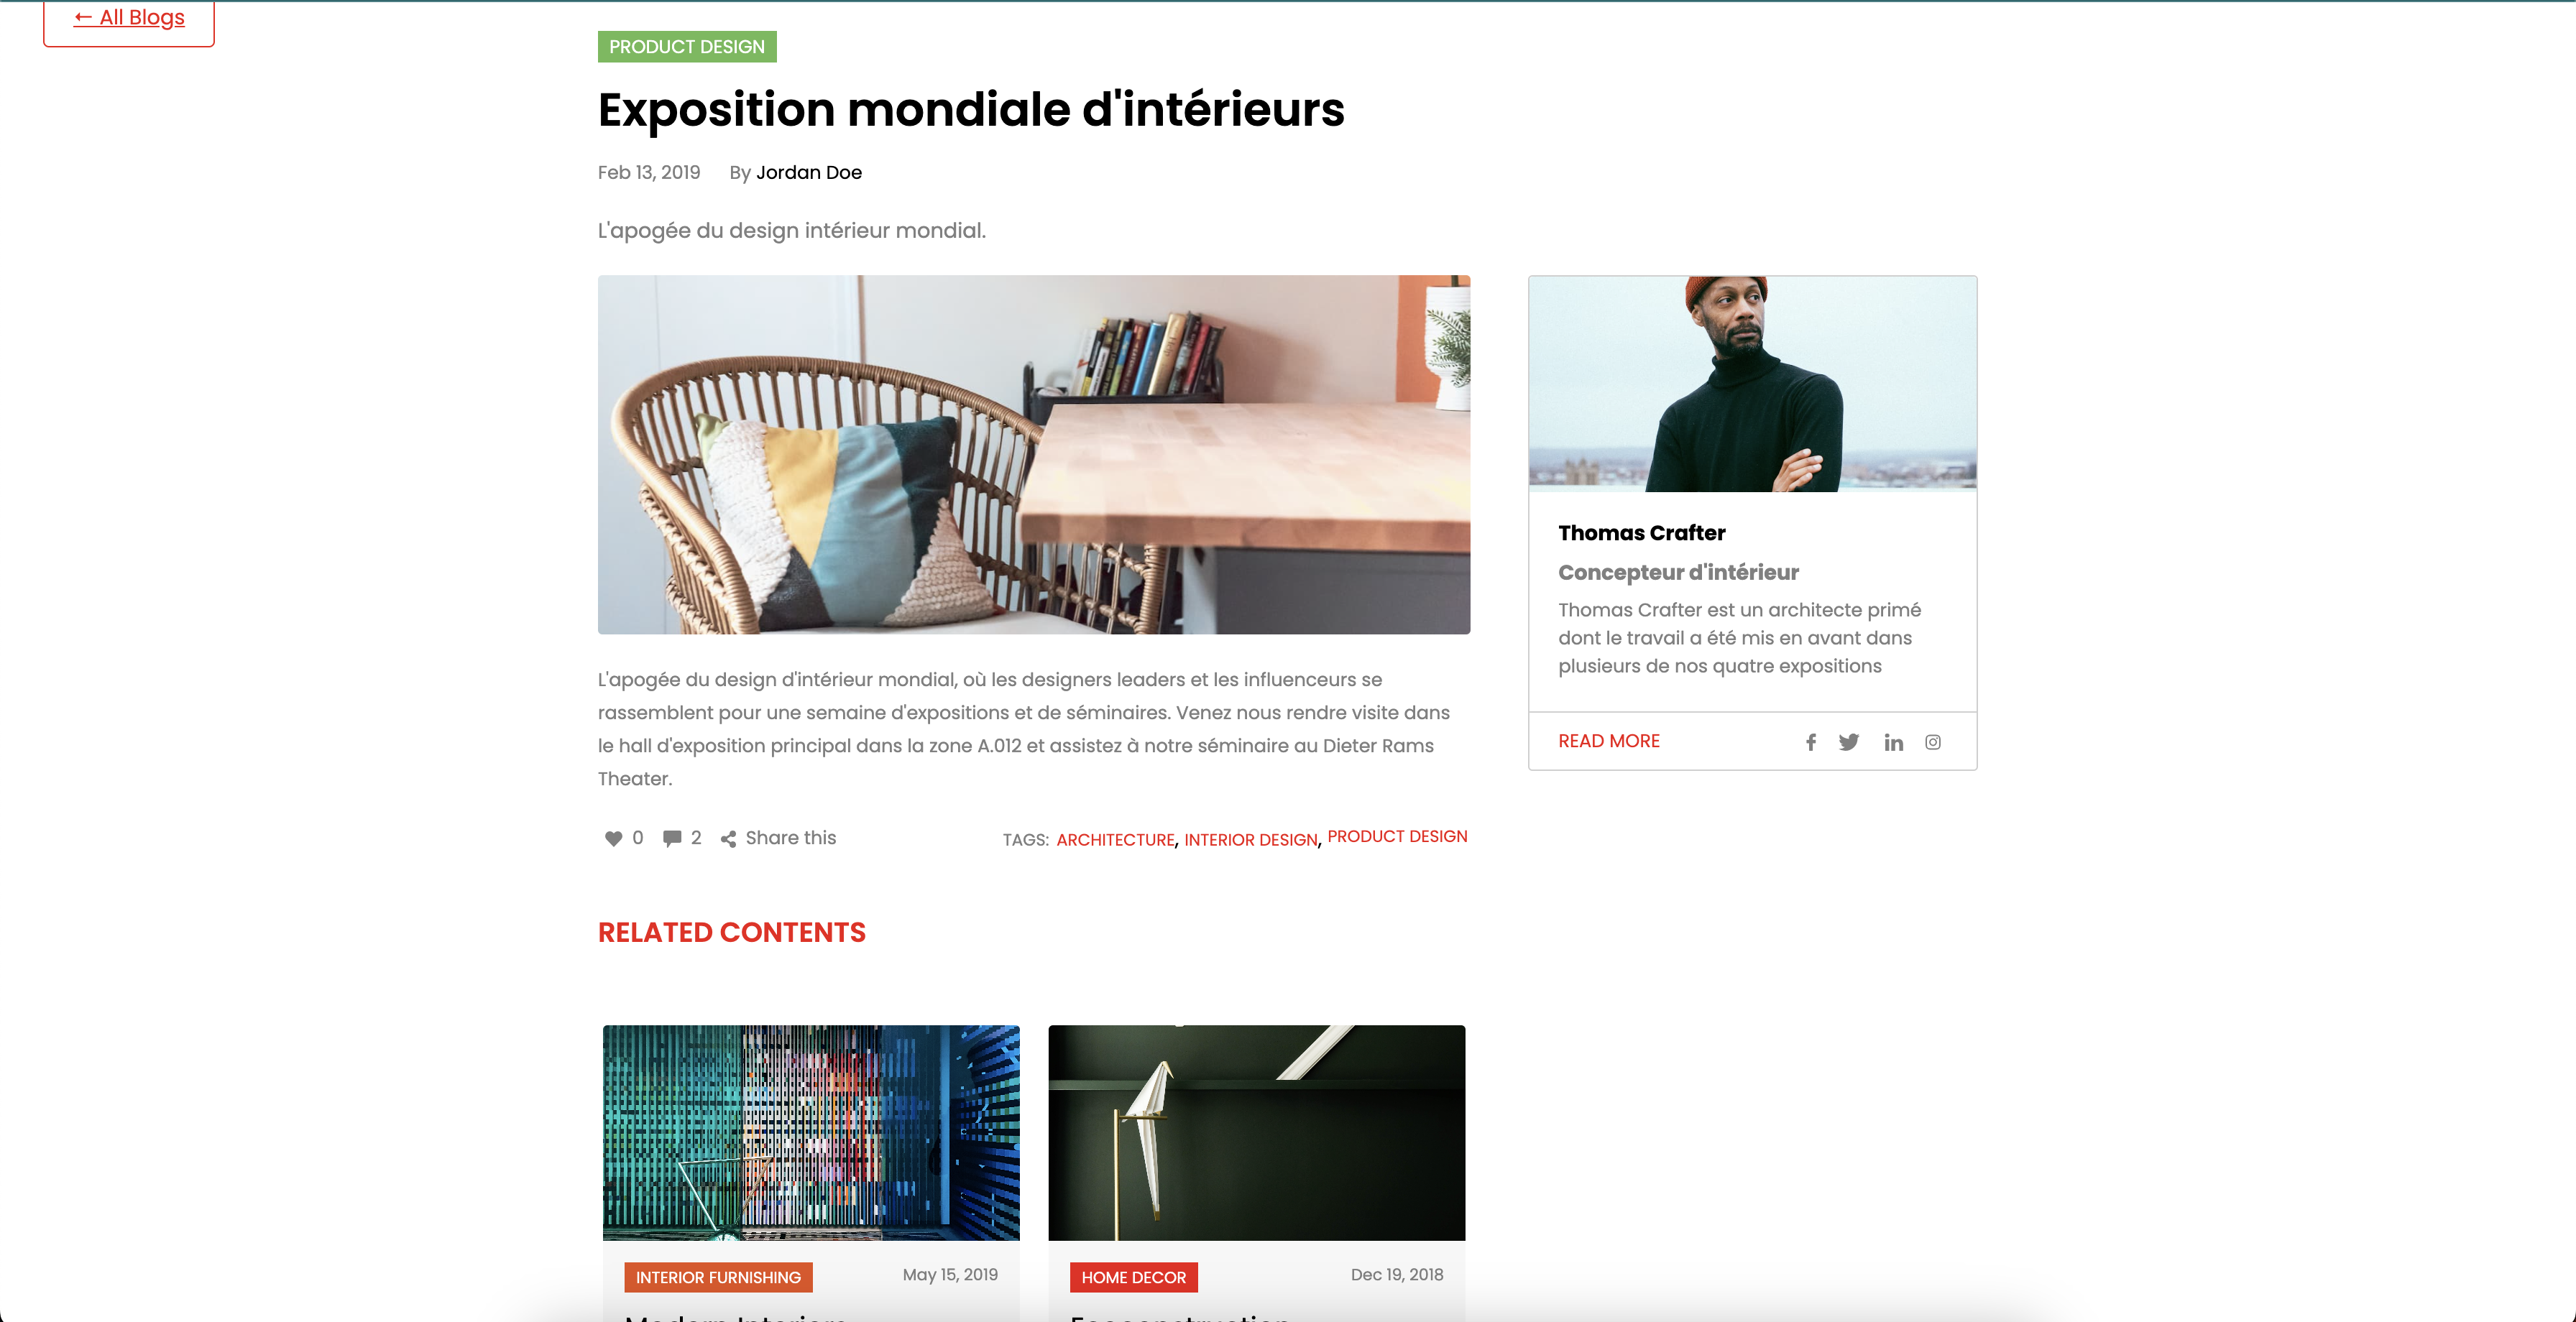 ← All Blogs
PRODUCT DESIGN
Exposition mondiale d'intérieurs
Feb 13, 2019 By Jordan Doe
L'apogée du design intérieur mondial.
L'apogée du design d'intérieur mondial, où les designers leaders et les influenceurs se
rassemblent pour une semaine d'expositions et de séminaires. Venez nous rendre visite dans
le hall d'exposition principal dans la zone A.012 et assistez à notre séminaire au Dieter Rams
Theater.
0 2 Share this
TAGS: ARCHITECTURE, INTERIOR DESIGN, PRODUCT DESIGN
Thomas Crafter
Concepteur d'intérieur
Thomas Crafter est un architecte primé
dont le travail a été mis en avant dans
plusieurs de nos quatre expositions
READ MORE
RELATED CONTENTS
INTERIOR FURNISHING May 15, 2019
Modern Interiors
HOME DECOR Dec 19, 2018
Ecoconstruction